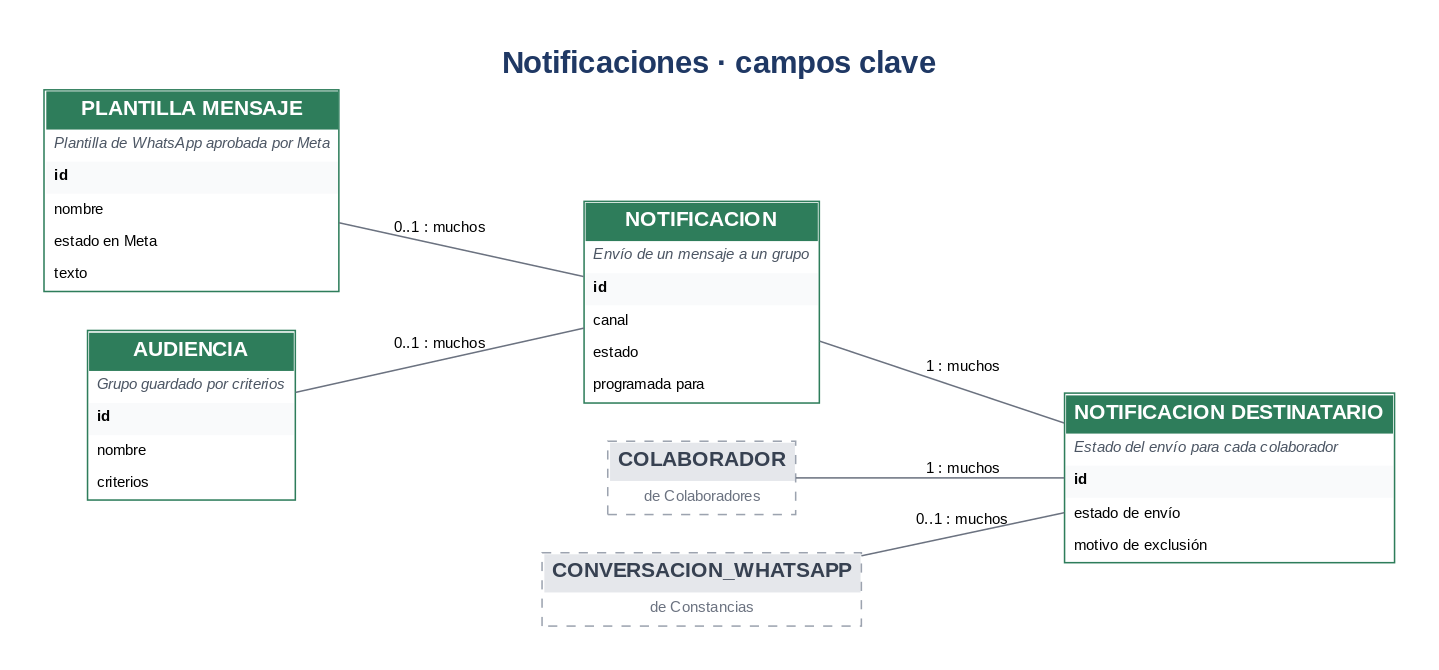 Notificaciones · campos clave
PLANTILLA MENSAJE
Plantilla de WhatsApp aprobada por Meta
id
nombre
estado en Meta
texto
0..1 : muchos
AUDIENCIA
Grupo guardado por criterios
id
nombre
criterios
0..1 : muchos
NOTIFICACION
Envío de un mensaje a un grupo
id
canal
estado
programada para
1 : muchos
COLABORADOR
de Colaboradores
1 : muchos
CONVERSACION_WHATSAPP
de Constancias
0..1 : muchos
NOTIFICACION DESTINATARIO
Estado del envío para cada colaborador
id
estado de envío
motivo de exclusión